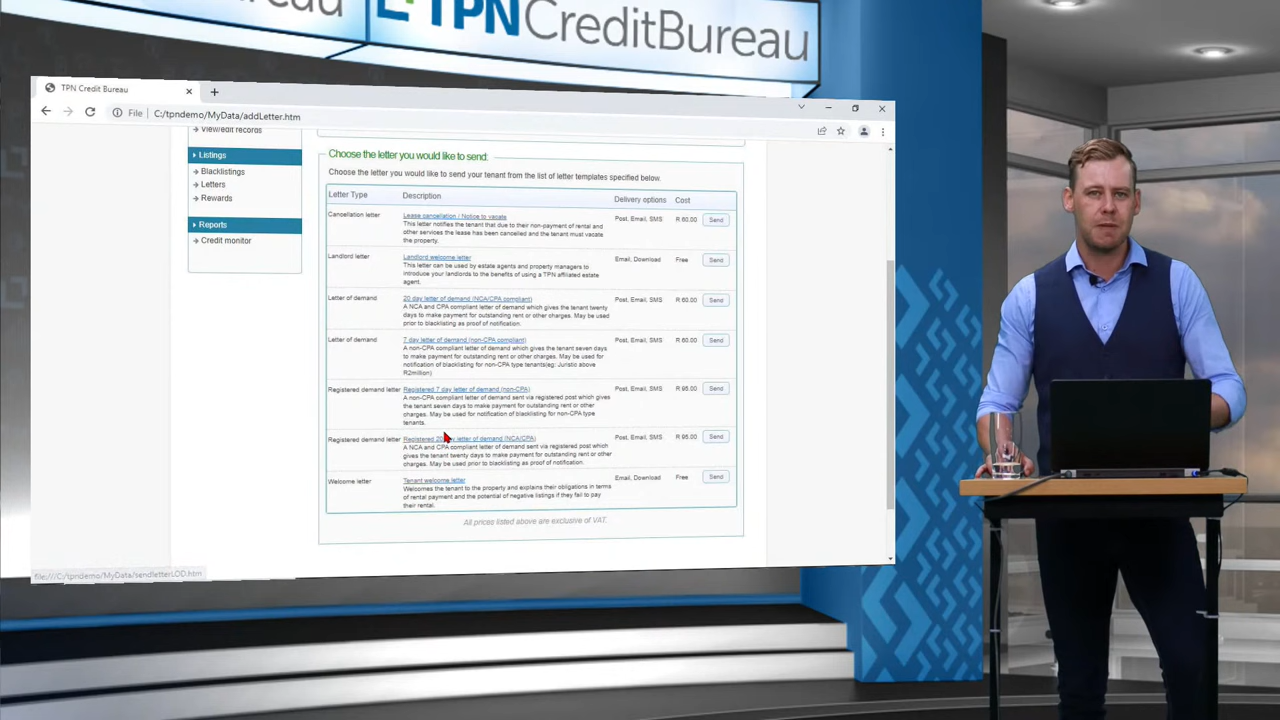 Bureau
TPNCreditBureau
TPN Credit Bureau
File | C:/tpndemo/MyData/addLetter.htm
View/edit records
Listings
Blacklistings
Letters
Rewards
Reports
Credit monitor
Choose the letter you would like to send:
Choose the letter you would like to send your tenant from the list of letter templates specified below.
Letter Type Description Delivery options Cost
Cancellation letter Lease cancellation / Notice to vacate Post, Email, SMS R 60.00 Send
This letter notifies the tenant that due to their non-payment of rental and
other services the lease has been cancelled and the tenant must vacate
the property.
Landlord letter Landlord welcome letter Email, Download Free Send
This letter can be used by estate agents and property managers to
introduce your landlords to the benefits of using a TPN affiliated estate
agent.
Letter of demand 20 day letter of demand (NCA/CPA compliant) Post, Email, SMS R 60.00 Send
A NCA and CPA compliant letter of demand which gives the tenant twenty
days to make payment for outstanding rent or other charges. May be used
prior to blacklisting as proof of notification.
Letter of demand 7 day letter of demand (non-CPA compliant) Post, Email, SMS R 60.00 Send
A non-CPA compliant letter of demand which gives the tenant seven days
to make payment for outstanding rent or other charges. May be used for
notification of blacklisting for non-CPA type tenants(eg: Juristic above
R2million)
Registered demand letter Registered 7 day letter of demand (non-CPA) Post, Email, SMS R 95.00 Send
A non-CPA compliant letter of demand sent via registered post which gives
the tenant seven days to make payment for outstanding rent or other
charges. May be used for notification of blacklisting for non-CPA type
tenants.
Registered demand letter Registered 20 day letter of demand (NCA/CPA) Post, Email, SMS R 95.00 Send
A NCA and CPA compliant letter of demand sent via registered post which
gives the tenant twenty days to make payment for outstanding rent or other
charges. May be used prior to blacklisting as proof of notification.
Welcome letter Tenant welcome letter Email, Download Free Send
Welcomes the tenant to the property and explains their obligations in terms
of rental payment and the potential of negative listings if they fail to pay
their rental.
All prices listed above are exclusive of VAT.
file:///C:/tpndemo/MyData/sendletterLOD.htm